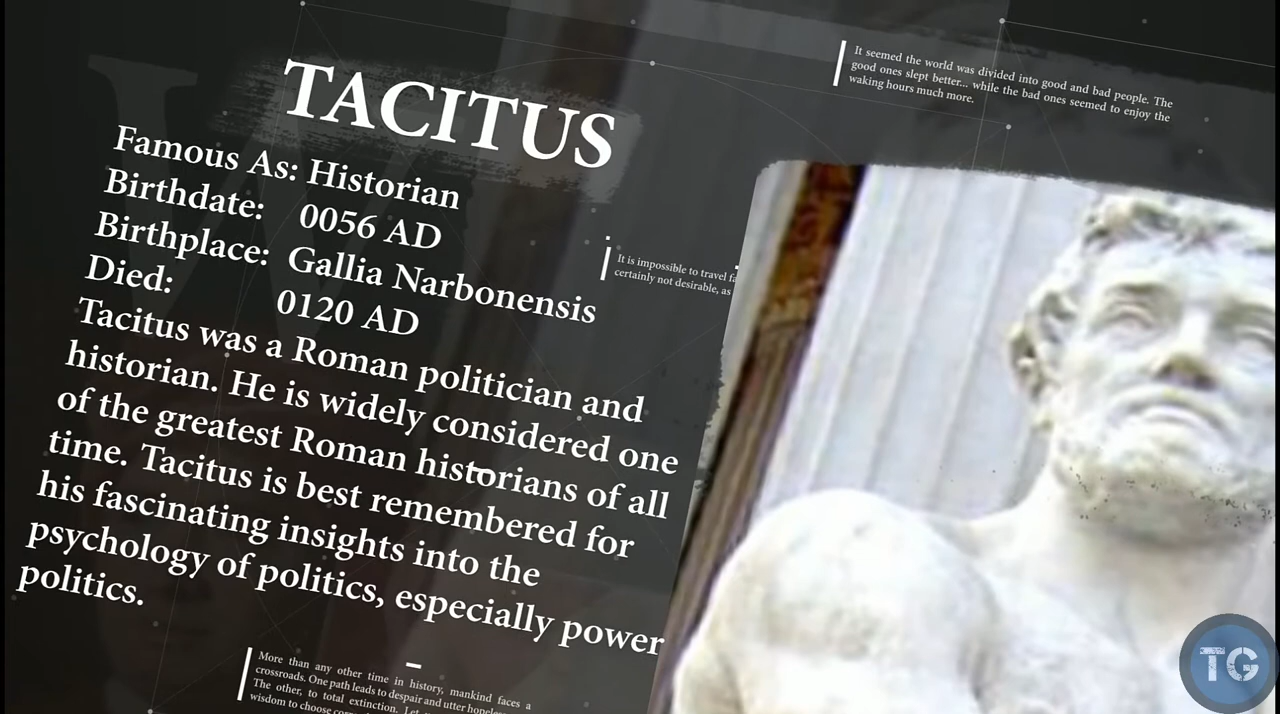 TACITUS
Famous As: Historian
Birthdate: 0056 AD
Birthplace: Gallia Narbonensis
Died: 0120 AD
Tacitus was a Roman politician and
historian. He is widely considered one
of the greatest Roman historians of all
time. Tacitus is best remembered for
his fascinating insights into the
psychology of politics, especially power
politics.
It seemed the world was divided into good and bad people. The
good ones slept better... while the bad ones seemed to enjoy the
waking hours much more.
It is impossible to travel
certainly not desirable, as
More than any other time in history, mankind faces a
crossroads. One path leads to despair and utter
The other, to total extinction. Let
wisdom to choose
W
TG